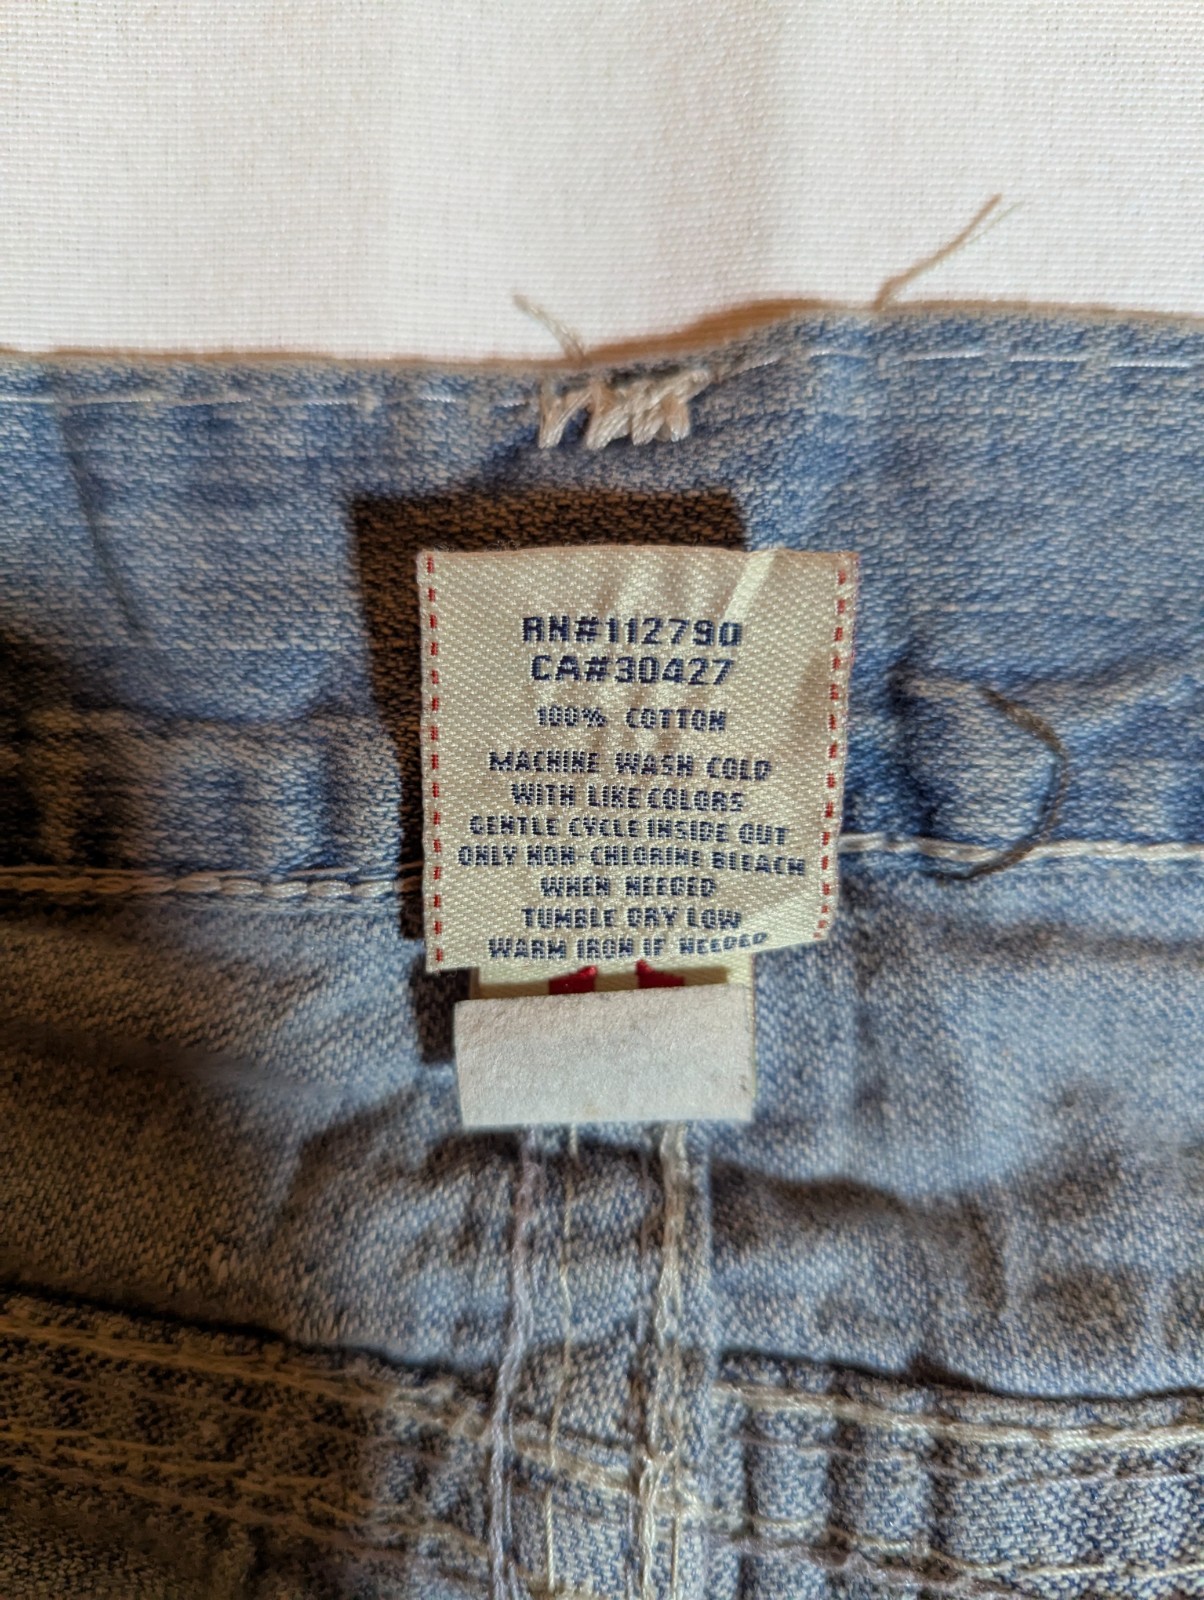 RN#112790
CA#30427
100% COTTON
MACHINE WASH COLD
WITH LIKE COLORS
GENTLE CYCLE INSIDE OUT
ONLY NON-CHLORINE BLEACH
WHEN NEEDED
TUMBLE DRY LOW
WARM IRON IF NEEDED